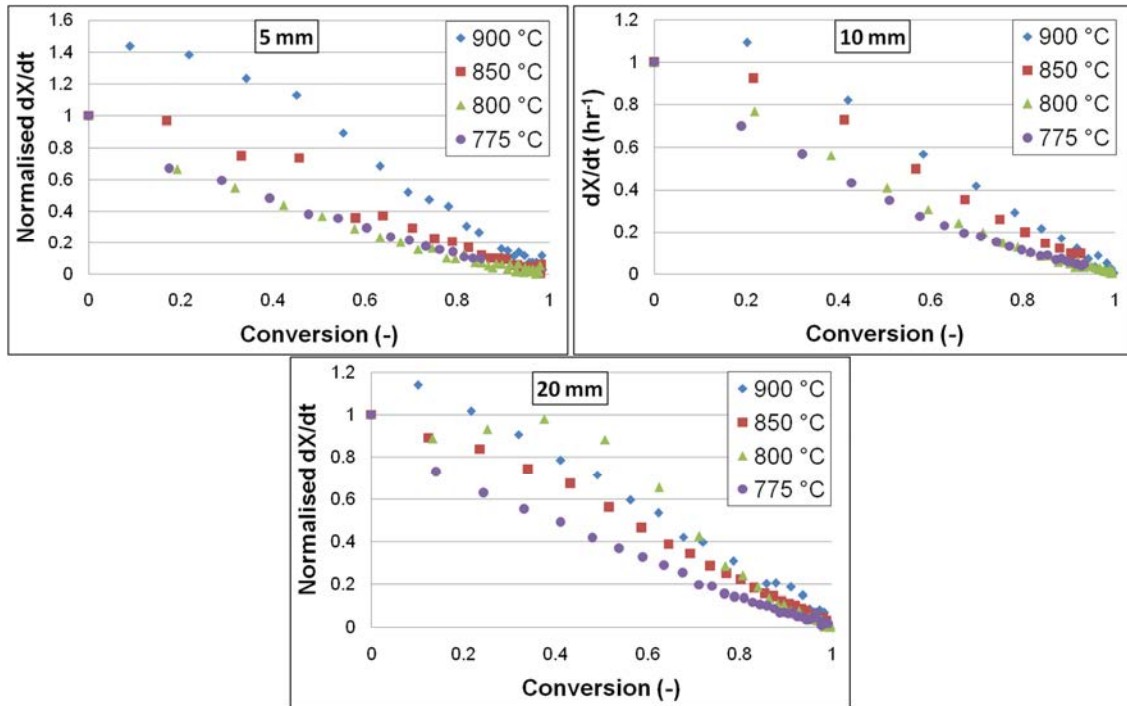 5 mm
Normalised dX/dt
1.6
1.4
1.2
1
0.8
0.6
0.4
0.2
0
900 °C
850 °C
800 °C
775 °C
0 0.2 0.4 0.6 0.8 1
Conversion (-)
10 mm
dX/dt (hr⁻¹)
1.2
1
0.8
0.6
0.4
0.2
0
900 °C
850 °C
800 °C
775 °C
0 0.2 0.4 0.6 0.8 1
Conversion (-)
20 mm
Normalised dX/dt
1.2
1
0.8
0.6
0.4
0.2
0
900 °C
850 °C
800 °C
775 °C
0 0.2 0.4 0.6 0.8 1
Conversion (-)